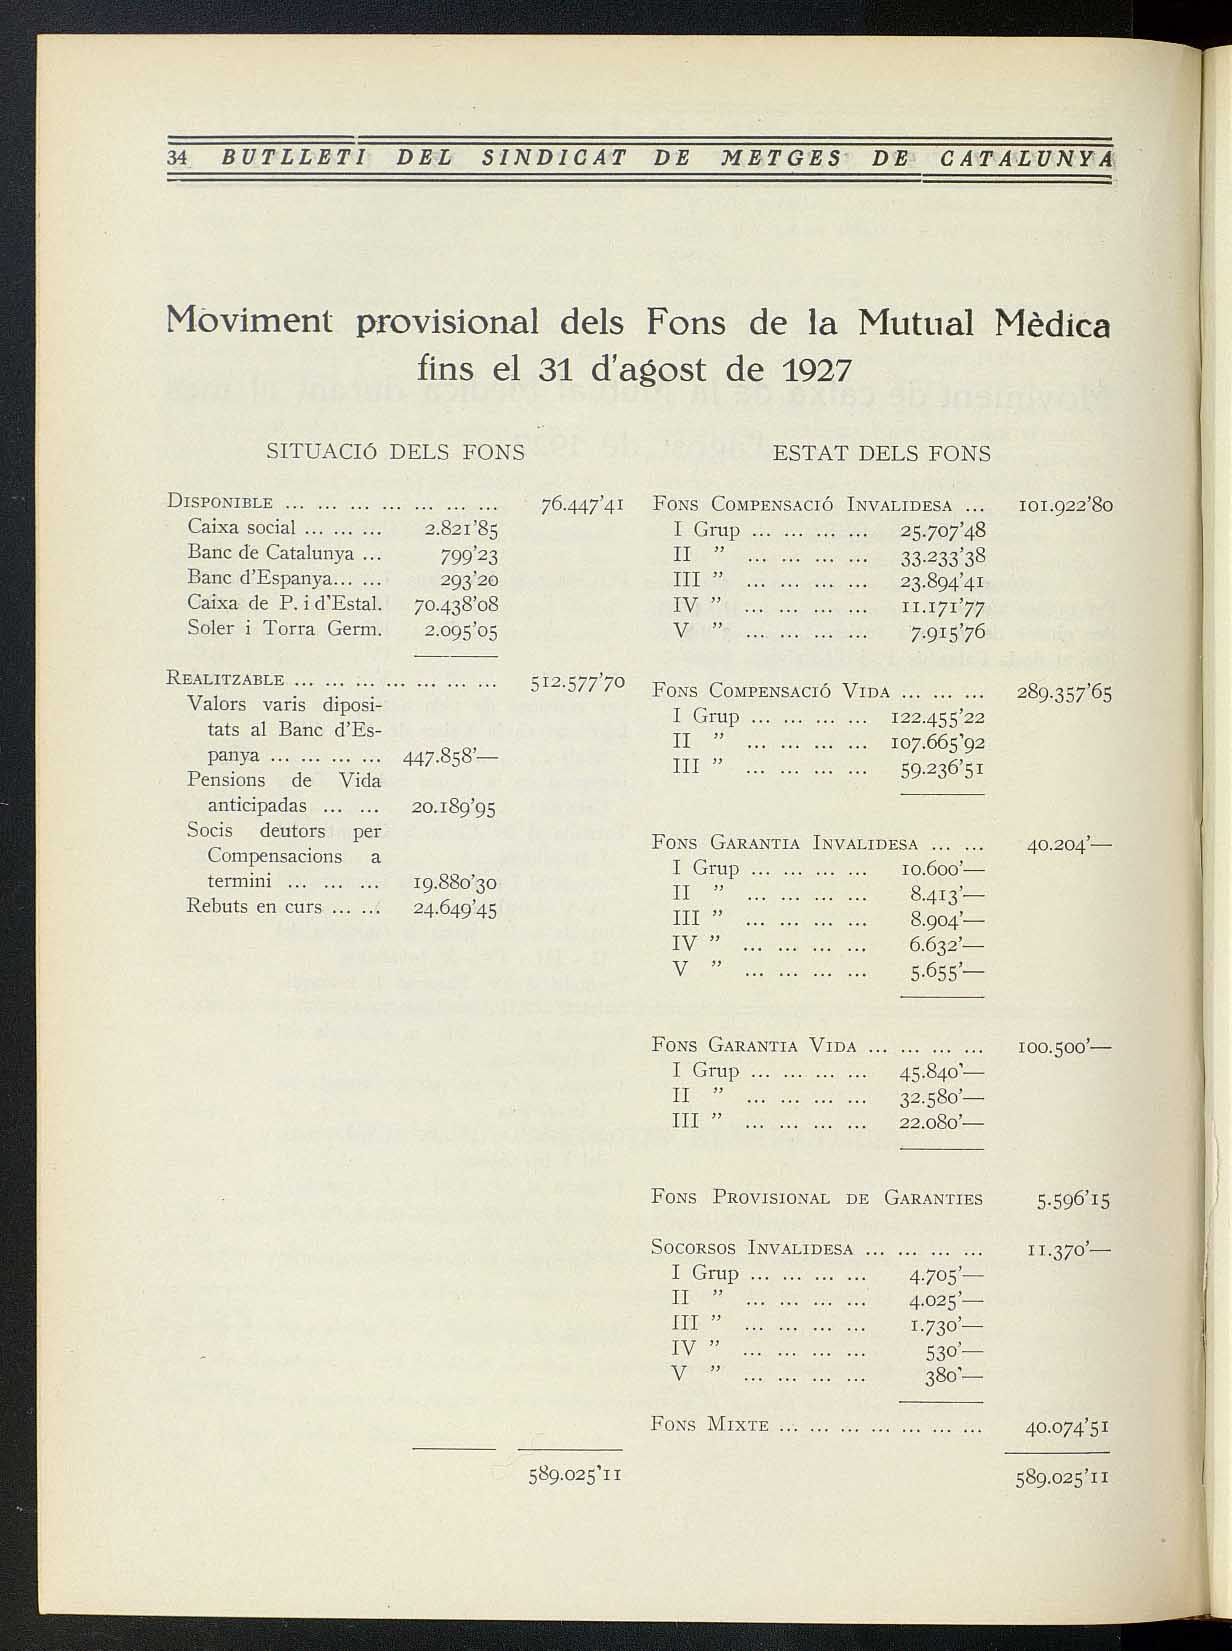 34 BUTLLETI DEL SINDICAT DE METGES DE CATALUNYA
Moviment provisional dels Fons de la Mutual Mèdica
fins el 31 d'agost de 1927
SITUACIÓ DELS FONS
DISPONIBLE ... ... ... ... ... ... ... 76.447'41
Caixa social ... ... ... 2.821'85
Banc de Catalunya ... 799'23
Banc d'Espanya... ... 293'20
Caixa de P. i d'Estal. 70.438'08
Soler i Torra Germ. 2.095'05
REALITZABLE ... ... ... ... ... ... ... 512.577'70
Valors varis diposi-
tats al Banc d'Es-
panya ... ... ... ... 447.858'—
Pensions de Vida
anticipadas ... ... 20.189'95
Socis deutors per
Compensacions a
termini ... ... ... 19.880'30
Rebuts en curs ... ... 24.649'45
589.025'11
ESTAT DELS FONS
FONS COMPENSACIÓ INVALIDESA ... 101.922'80
I Grup ... ... ... ... 25.707'48
II " ... ... ... ... 33.233'38
III " ... ... ... ... 23.894'41
IV " ... ... ... ... 11.171'77
V " ... ... ... ... 7.915'76
FONS COMPENSACIÓ VIDA ... ... ... 289.357'65
I Grup ... ... ... ... 122.455'22
II " ... ... ... ... 107.665'92
III " ... ... ... ... 59.236'51
FONS GARANTIA INVALIDESA ... ... 40.204'—
I Grup ... ... ... ... 10.600'—
II " ... ... ... ... 8.413'—
III " ... ... ... ... 8.904'—
IV " ... ... ... ... 6.632'—
V " ... ... ... ... 5.655'—
FONS GARANTIA VIDA ... ... ... ... 100.500'—
I Grup ... ... ... ... 45.840'—
II " ... ... ... ... 32.580'—
III " ... ... ... ... 22.080'—
FONS PROVISIONAL DE GARANTIES 5.596'15
SOCORSOS INVALIDESA ... ... ... ... 11.370'—
I Grup ... ... ... ... 4.705'—
II " ... ... ... ... 4.025'—
III " ... ... ... ... 1.730'—
IV " ... ... ... ... 530'—
V " ... ... ... ... 380'—
FONS MIXTE ... ... ... ... ... ... ... 40.074'51
589.025'11